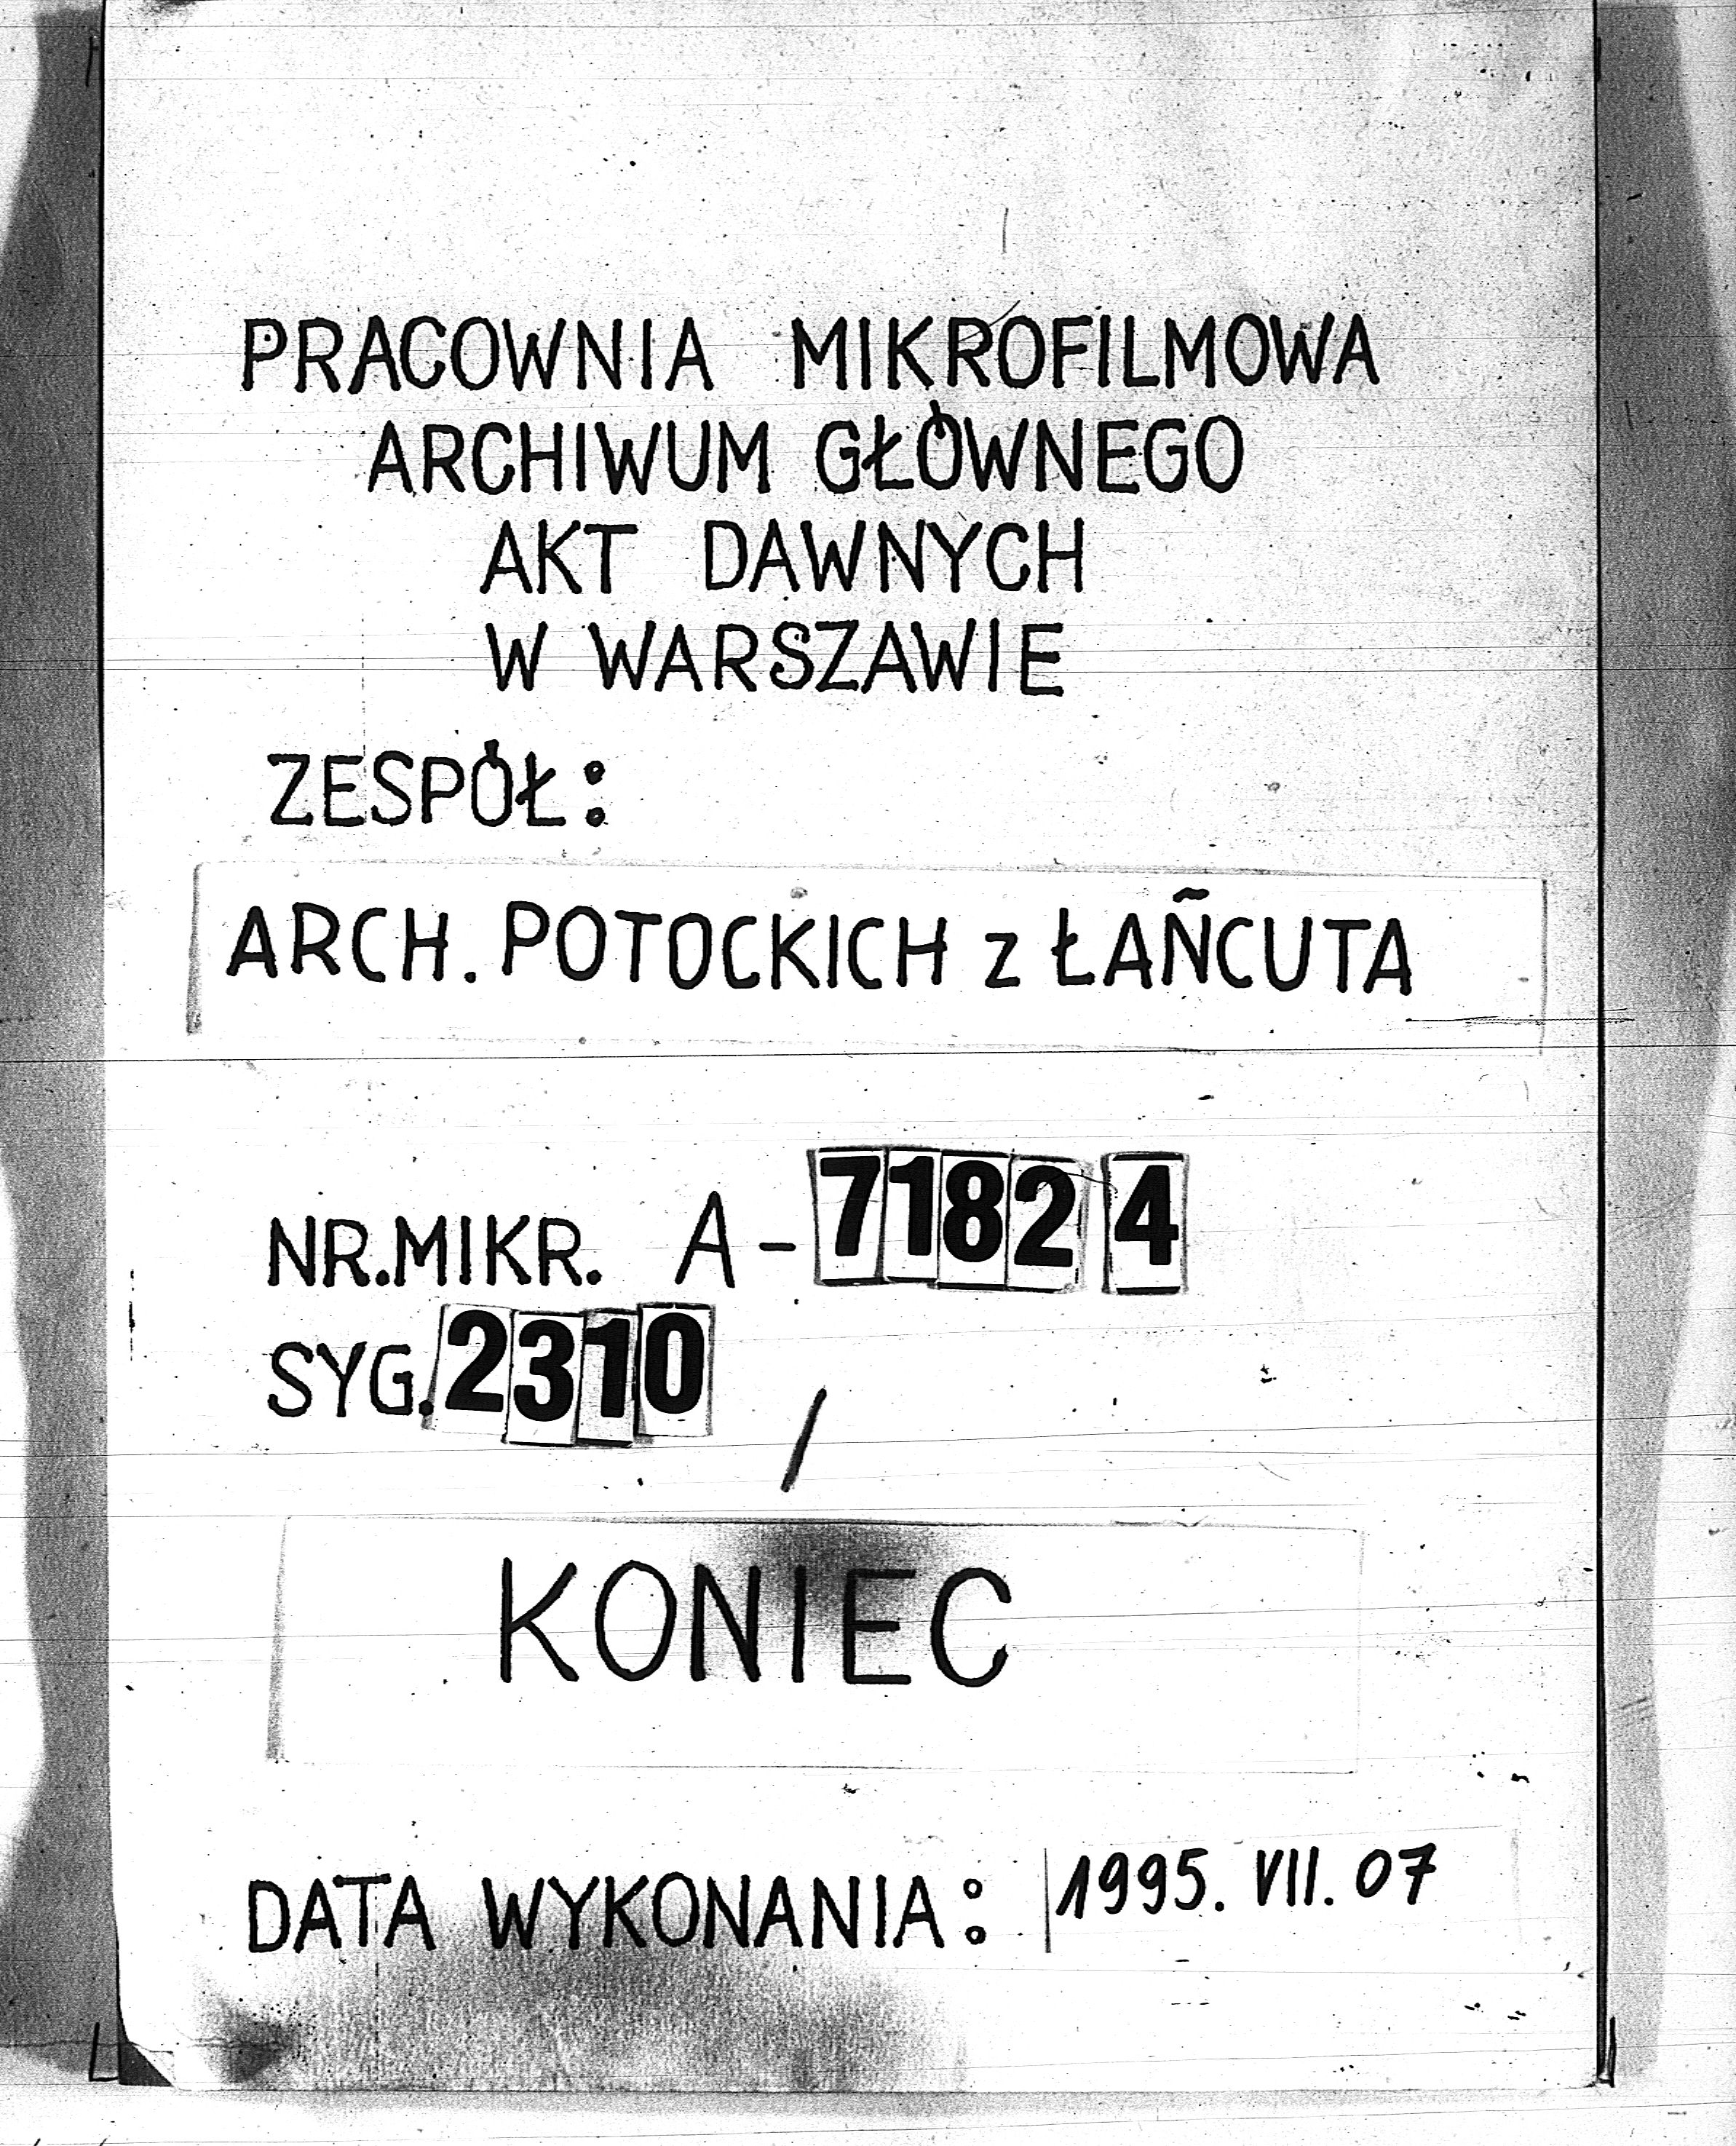 PRACOWNIA MIKROFILMOWA
ARCHIWUM GŁÓWNEGO
AKT DAWNYCH
W WARSZAWIE
ZESPÓŁ:
ARCH. POTOCKICH z ŁAŃCUTA
NR.MIKR. A-71824
SYG. 2310
/
KONIEC
DATA WYKONANIA: 1995. VII. 07